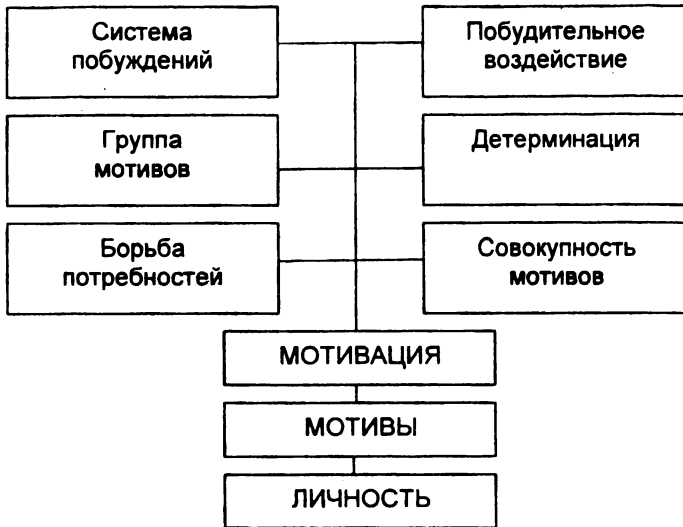 Система
побуждений
Побудительное
воздействие
Группа
мотивов
Детерминация
Борьба
потребностей
Совокупность
мотивов
МОТИВАЦИЯ
МОТИВЫ
ЛИЧНОСТЬ